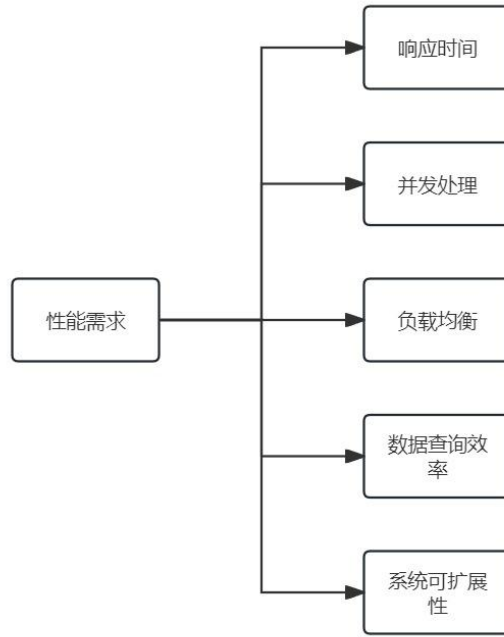 响应时间
并发处理
性能需求
负载均衡
数据查询效
率
系统可扩展
性